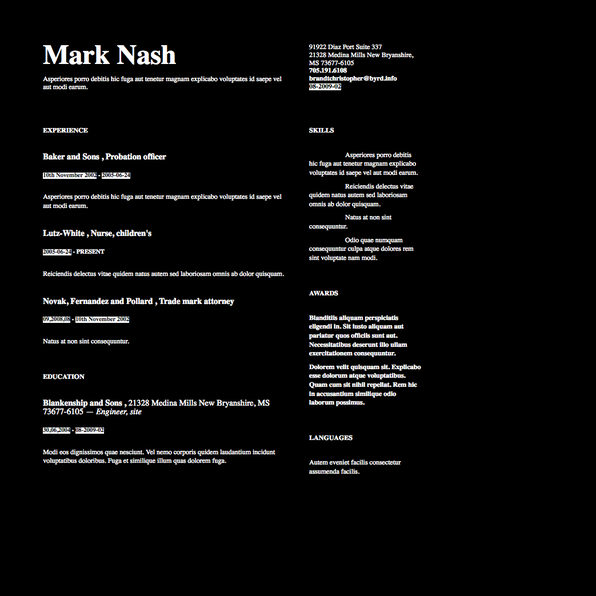 Mark Nash
Asperiores porro debitis hic fuga aut tenetur magnam explicabo voluptates id saepe vel
aut modi earum.
91922 Diaz Port Suite 337
21328 Medina Mills New Bryanshire,
MS 73677-6105
705.191.6108
brandtchristopher@byrd.info
08-2009-02
EXPERIENCE
Baker and Sons , Probation officer
10th November 2002 - 2005-06-24
Asperiores porro debitis hic fuga aut tenetur magnam explicabo voluptates id saepe vel
aut modi earum.
Lutz-White , Nurse, children's
2005-06-24 - PRESENT
Reiciendis delectus vitae quidem natus autem sed laboriosam omnis ab dolor quisquam.
Novak, Fernandez and Pollard , Trade mark attorney
09.2008.08 - 10th November 2002
Natus at non sint consequuntur.
EDUCATION
Blankenship and Sons , 21328 Medina Mills New Bryanshire, MS
73677-6105 — Engineer, site
30.06.2004 - 08-2009-02
Modi eos dignissimos quae nesciunt. Vel nemo corporis quidem laudantium incidunt
voluptatibus doloribus. Fuga et similique illum quas dolorem fuga.
SKILLS
Asperiores porro debitis
hic fuga aut tenetur magnam explicabo
voluptates id saepe vel aut modi earum.
Reiciendis delectus vitae
quidem natus autem sed laboriosam
omnis ab dolor quisquam.
Natus at non sint
consequuntur.
Odio quae numquam
consequuntur culpa atque dolores rem
sint voluptate nam modi.
AWARDS
Blanditiis aliquam perspiciatis
eligendi in. Sit iusto aliquam aut
pariatur quos officiis sunt aut.
Necessitatibus deserunt illo ullam
exercitationem consequuntur.
Dolorem velit quisquam sit. Explicabo
esse dolorum atque voluptatibus.
Quam cum sit nihil repellat. Rem hic
in accusantium similique odio
laborum possimus.
LANGUAGES
Autem eveniet facilis consectetur
assumenda facilis.